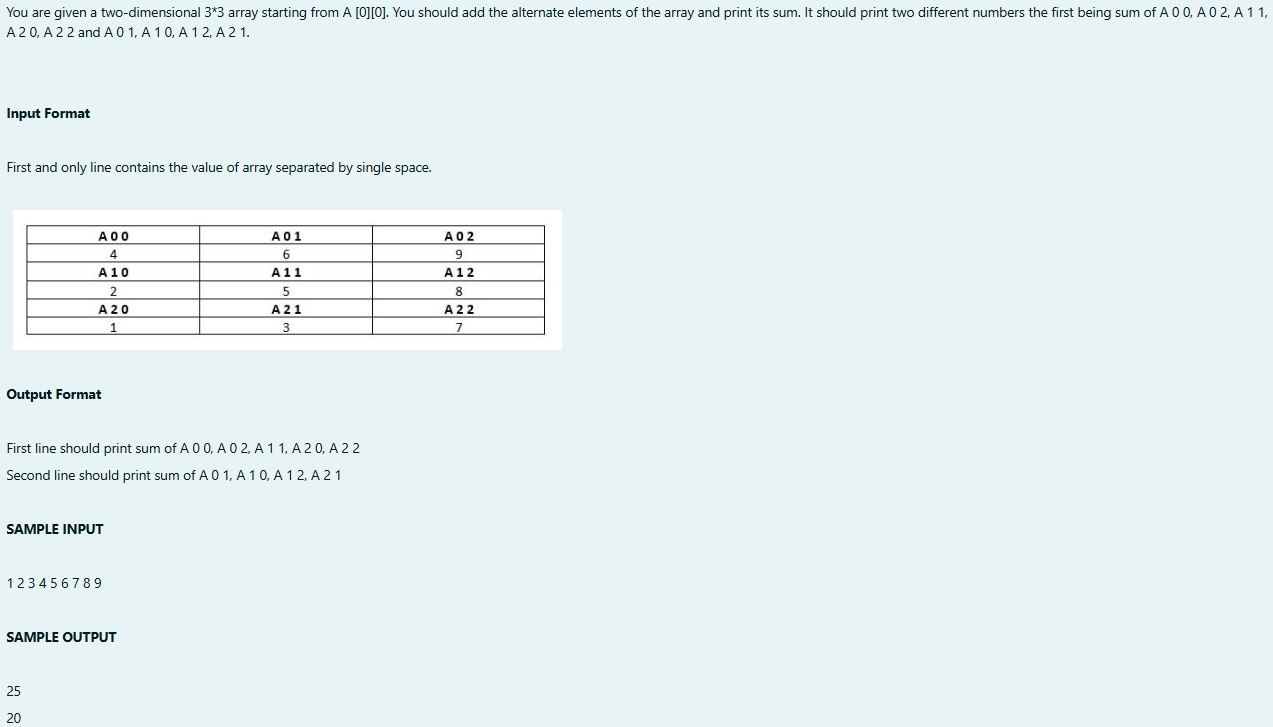 You are given a two-dimensional 3*3 array starting from A [0][0]. You should add the alternate elements of the array and print its sum. It should print two different numbers the first being sum of A 0 0, A 0 2, A 1 1,
A 2 0, A 2 2 and A 0 1, A 1 0, A 1 2, A 2 1.
Input Format
First and only line contains the value of array separated by single space.
A 0 0 A 0 1 A 0 2
4 6 9
A 1 0 A 1 1 A 1 2
2 5 8
A 2 0 A 2 1 A 2 2
1 3 7
Output Format
First line should print sum of A 0 0, A 0 2, A 1 1, A 2 0, A 2 2
Second line should print sum of A 0 1, A 1 0, A 1 2, A 2 1
SAMPLE INPUT
1 2 3 4 5 6 7 8 9
SAMPLE OUTPUT
25
20